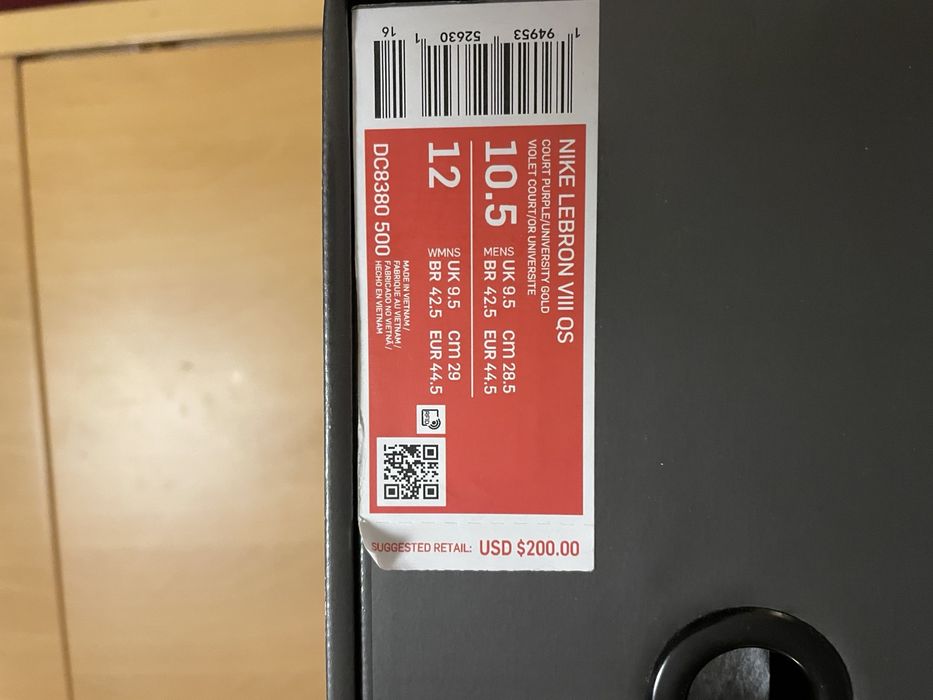 NIKE LEBRON VIII QS
COURT PURPLE/UNIVERSITY GOLD
VIOLET COURT/OR UNIVERSITE
10.5
MENS UK 9.5 cm 28.5
BR 42.5 EUR 44.5
12
WMNS UK 9.5 cm 29
BR 42.5 EUR 44.5
DC8380 500
MADE IN VIETNAM /
FABRIQUE AU VIETNAM /
FABRICADO NO VIETNÃ /
HECHO EN VIETNAM
RFID
1 94953 52630 1 16
SUGGESTED RETAIL: USD $200.00